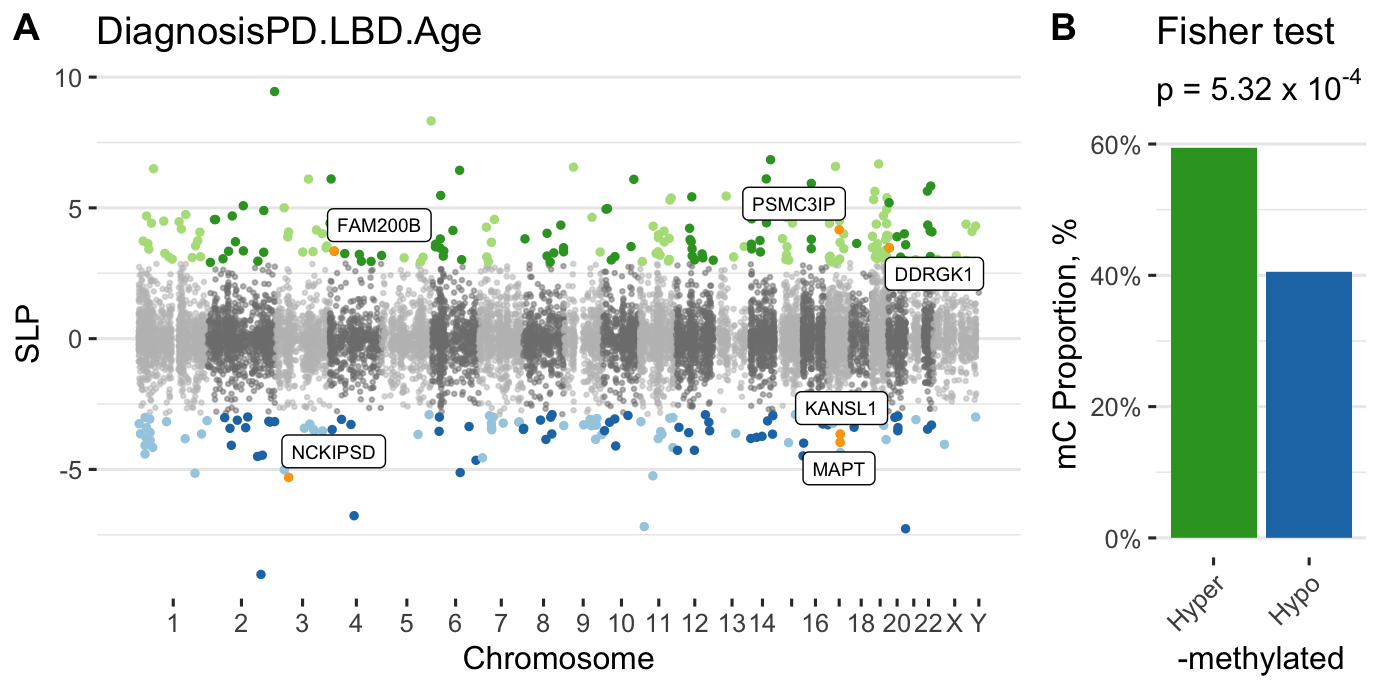 A
DiagnosisPD.LBD.Age
SLP
10
5
0
-5
FAM200B
PSMC3IP
DDRGK1
KANSL1
NCKIPSD
MAPT
1 2 3 4 5 6 7 8 9 10 11 12 13 14 16 18 20 22 X Y
Chromosome
B
Fisher test
p = 5.32 x 10⁻⁴
mC Proportion, %
60%
40%
20%
0%
Hyper
Hypo
-methylated